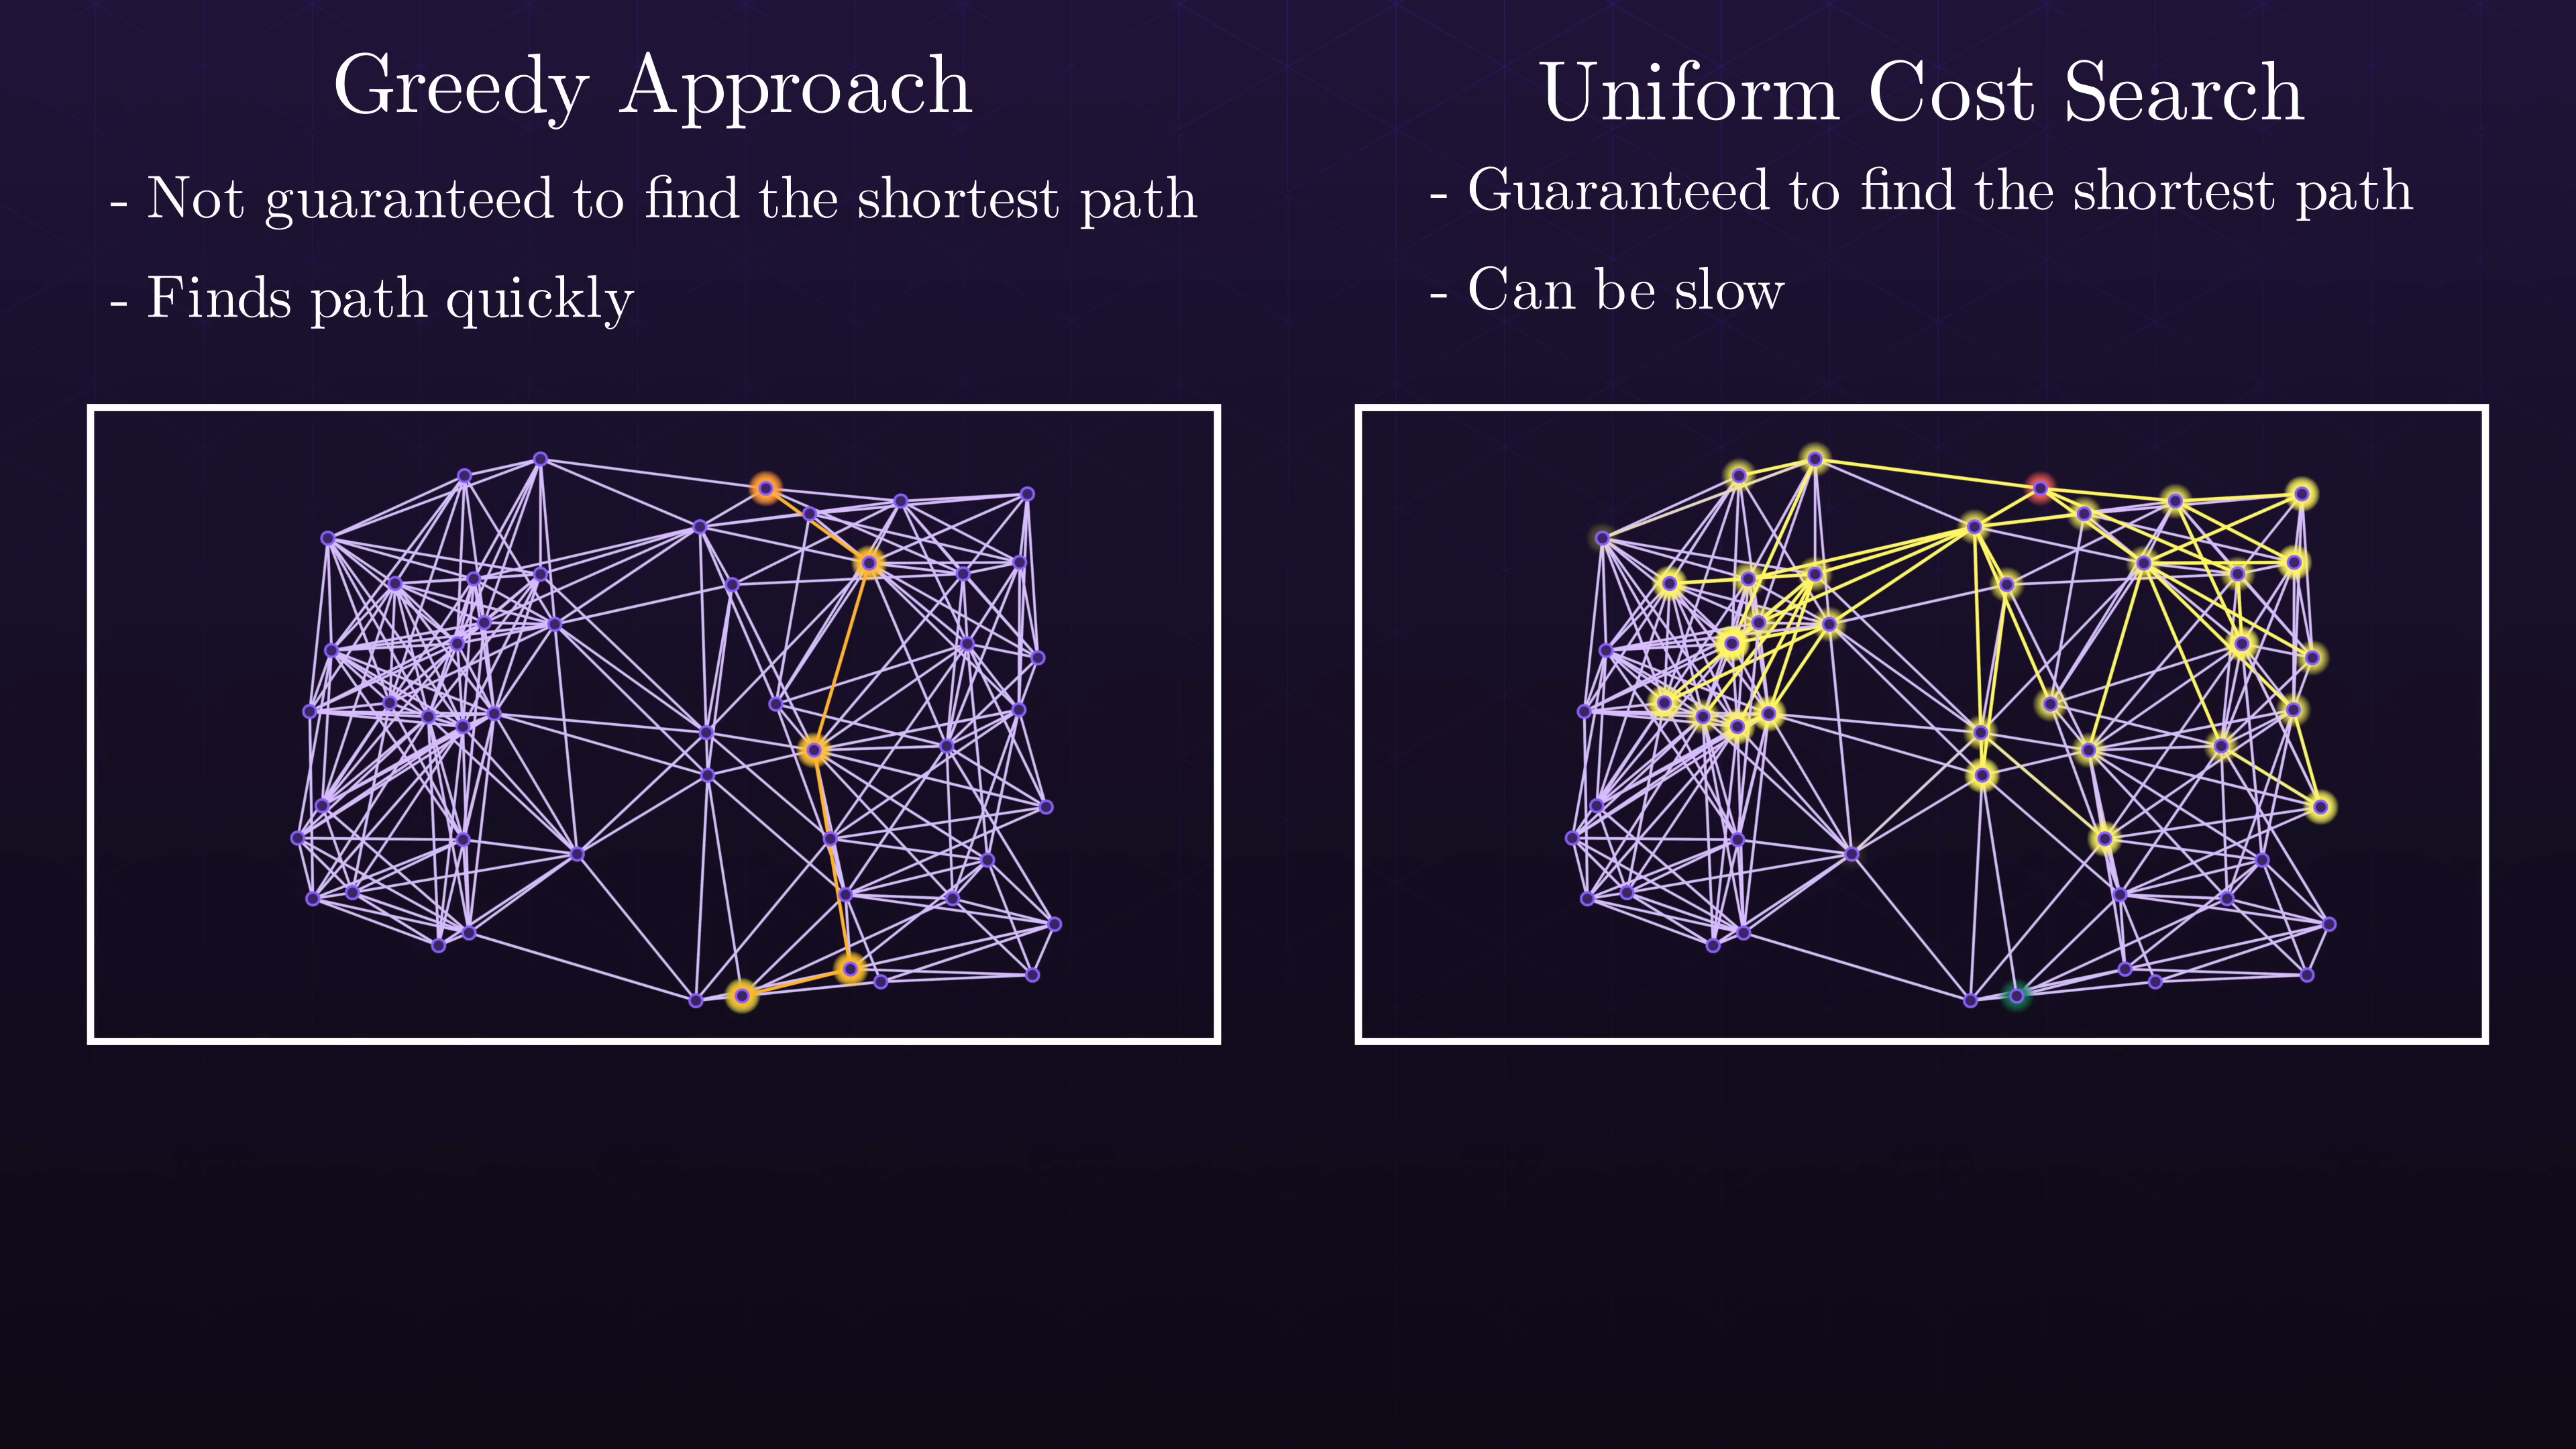 Greedy Approach
- Not guaranteed to find the shortest path
- Finds path quickly
Uniform Cost Search
- Guaranteed to find the shortest path
- Can be slow